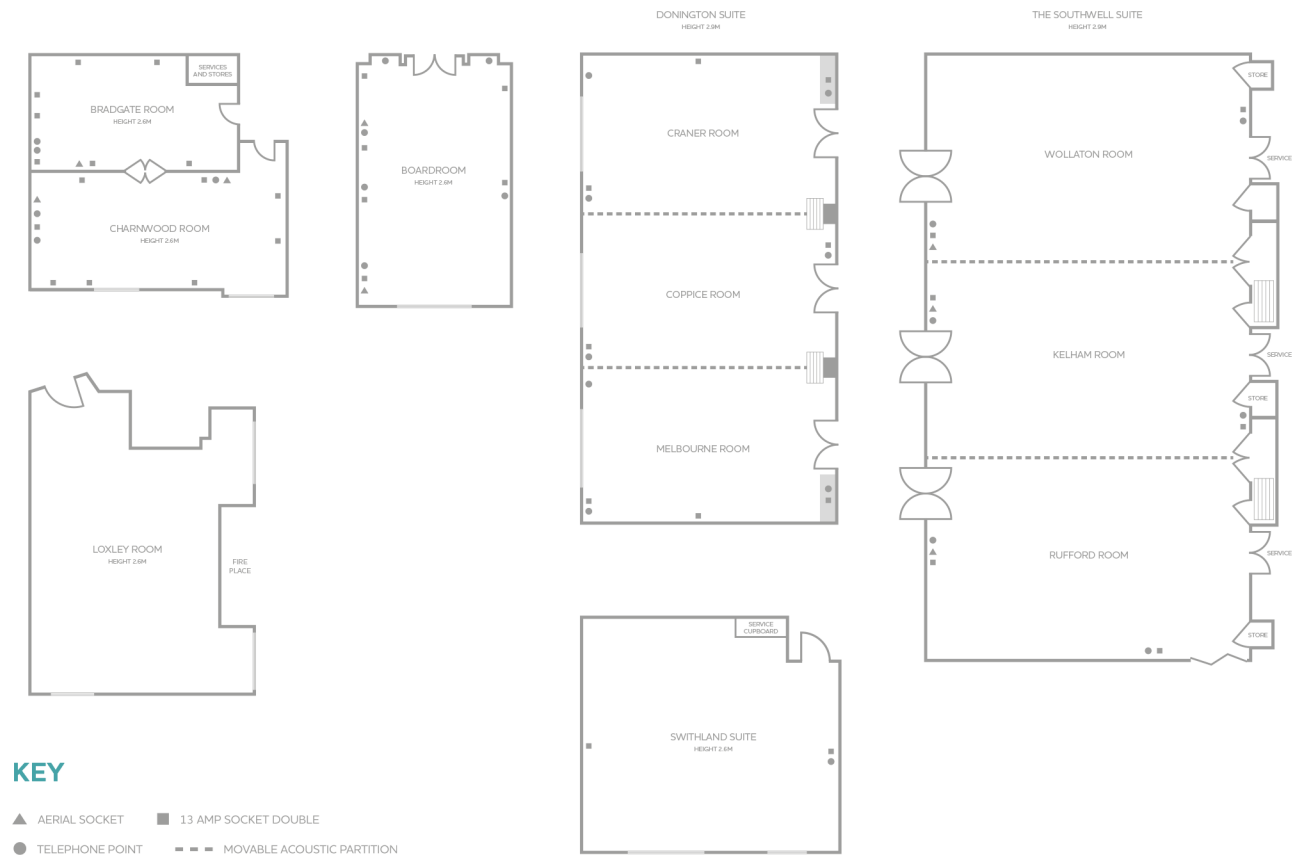 DONINGTON SUITE
HEIGHT 2.9M
THE SOUTHWELL SUITE
HEIGHT 2.9M
SERVICES
AND STORES
BRADGATE ROOM
HEIGHT 2.6M
CHARNWOOD ROOM
HEIGHT 2.6M
BOARDROOM
HEIGHT 2.6M
CRANER ROOM
COPPICE ROOM
MELBOURNE ROOM
STORE
WOLLATON ROOM
SERVICE
KELHAM ROOM
SERVICE
STORE
RUFFORD ROOM
SERVICE
STORE
LOXLEY ROOM
HEIGHT 2.6M
FIRE
PLACE
SERVICE
CUPBOARD
SWITHLAND SUITE
HEIGHT 2.6M
KEY
AERIAL SOCKET
13 AMP SOCKET DOUBLE
TELEPHONE POINT
MOVABLE ACOUSTIC PARTITION